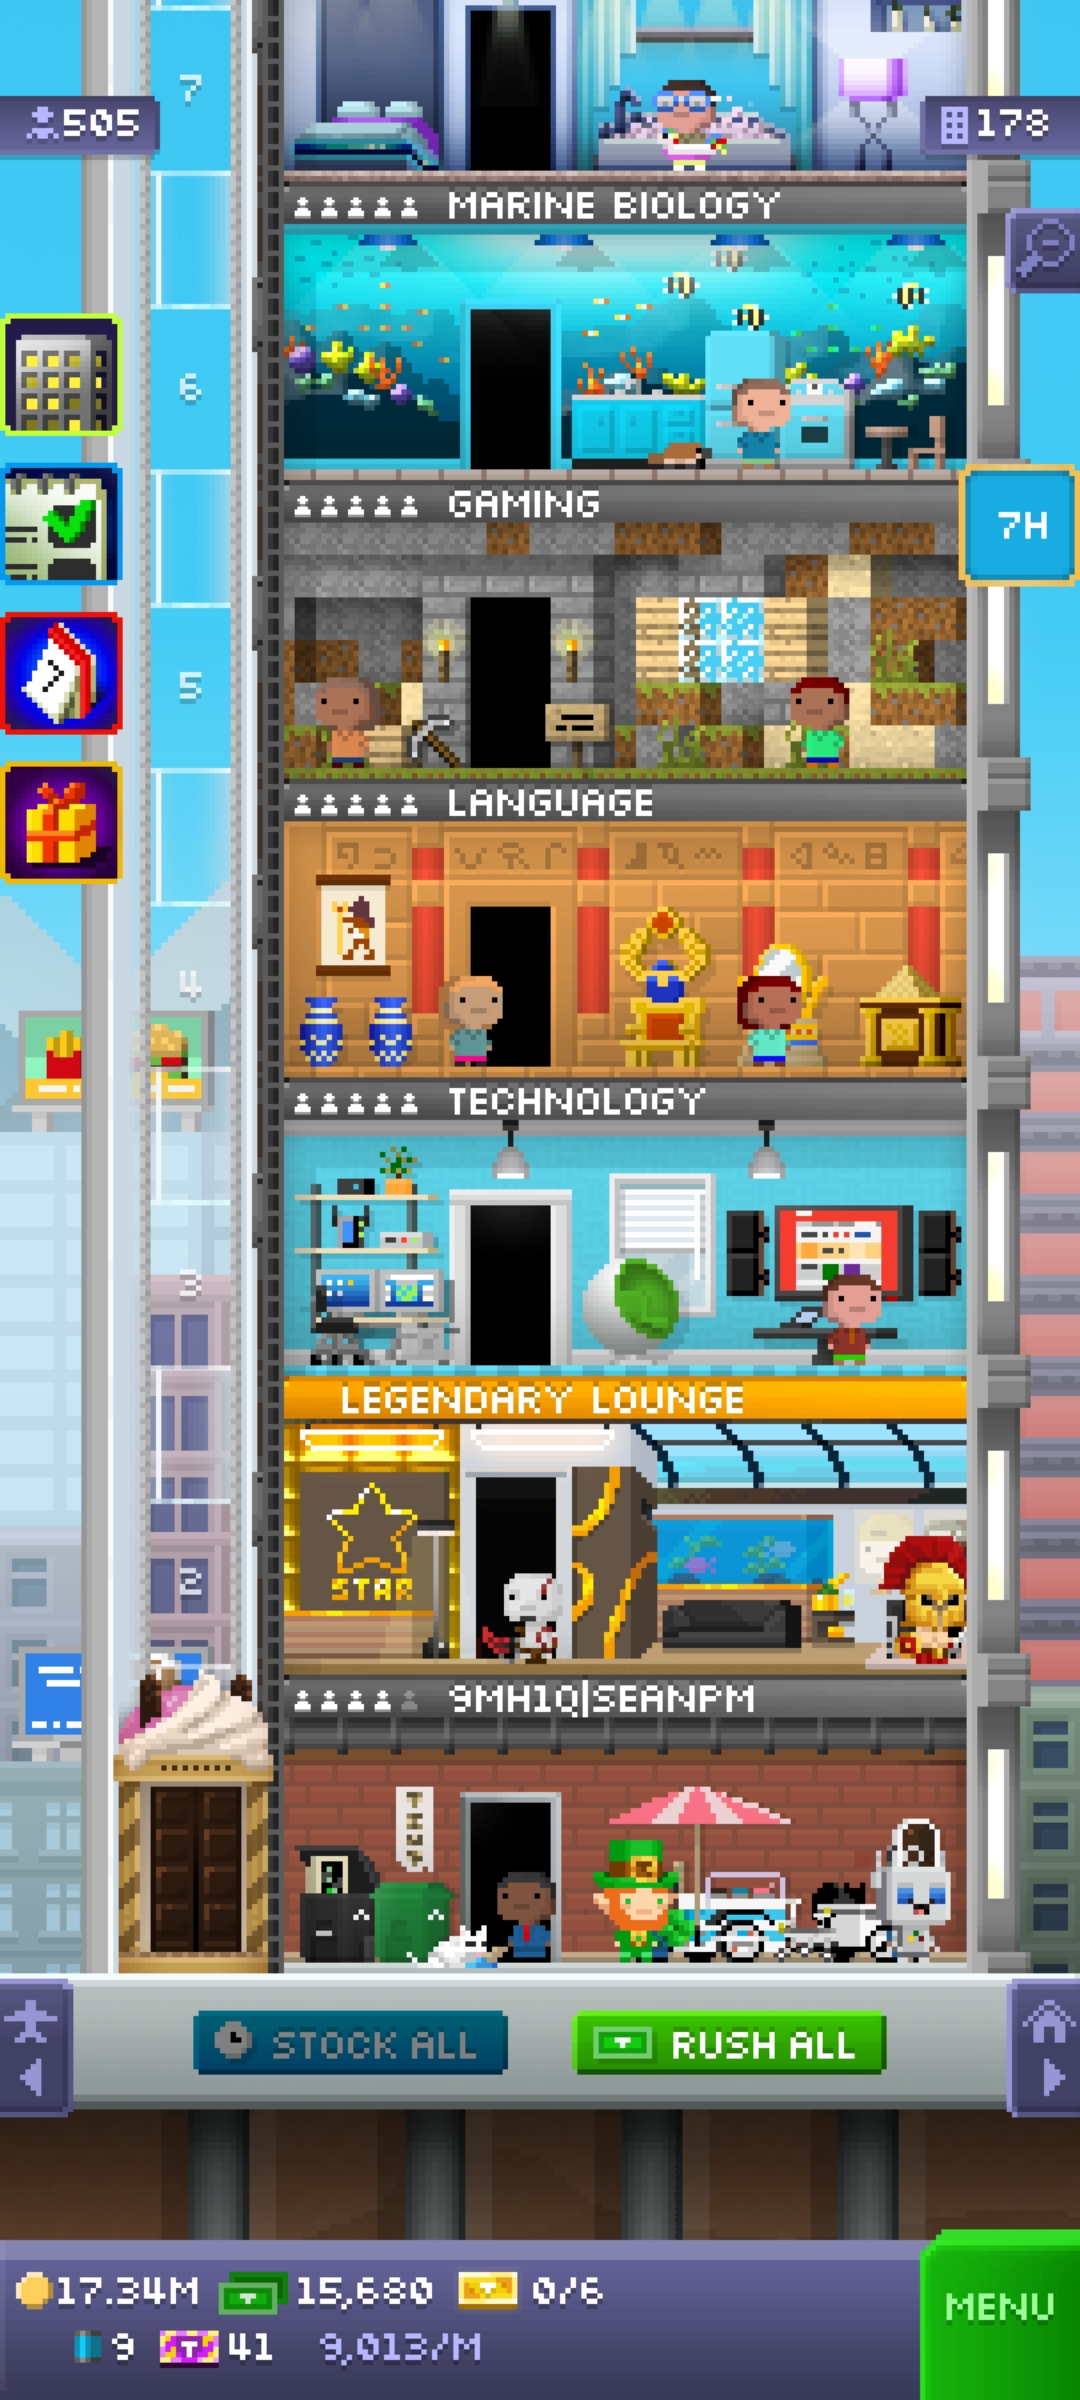 7
505
178
MARINE BIOLOGY
6
GAMING
7H
7
5
LANGUAGE
4
TECHNOLOGY
3
LEGENDARY LOUNGE
STAR
2
9MH1Q|SEANPM
STOCK ALL
RUSH ALL
17.34M 15,680 0/6
MENU
9 T 41 9,013/M